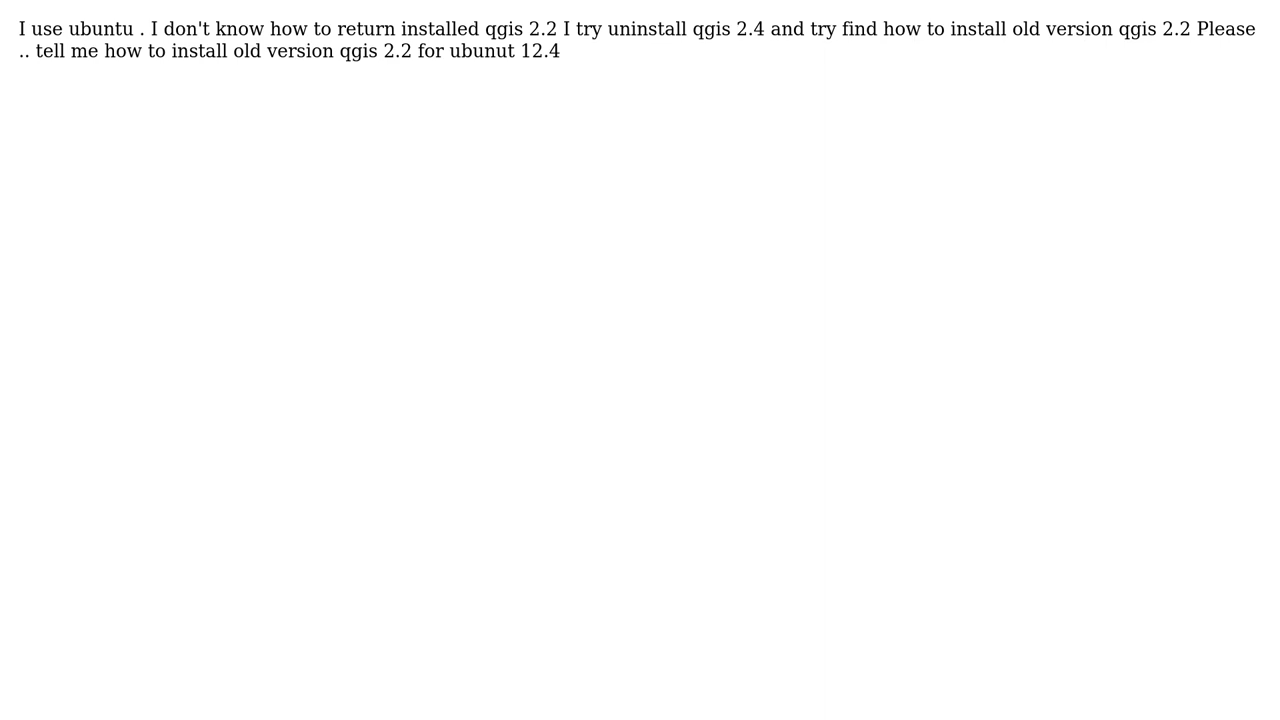 I use ubuntu . I don't know how to return installed qgis 2.2 I try uninstall qgis 2.4 and try find how to install old version qgis 2.2 Please
.. tell me how to install old version qgis 2.2 for ubunut 12.4